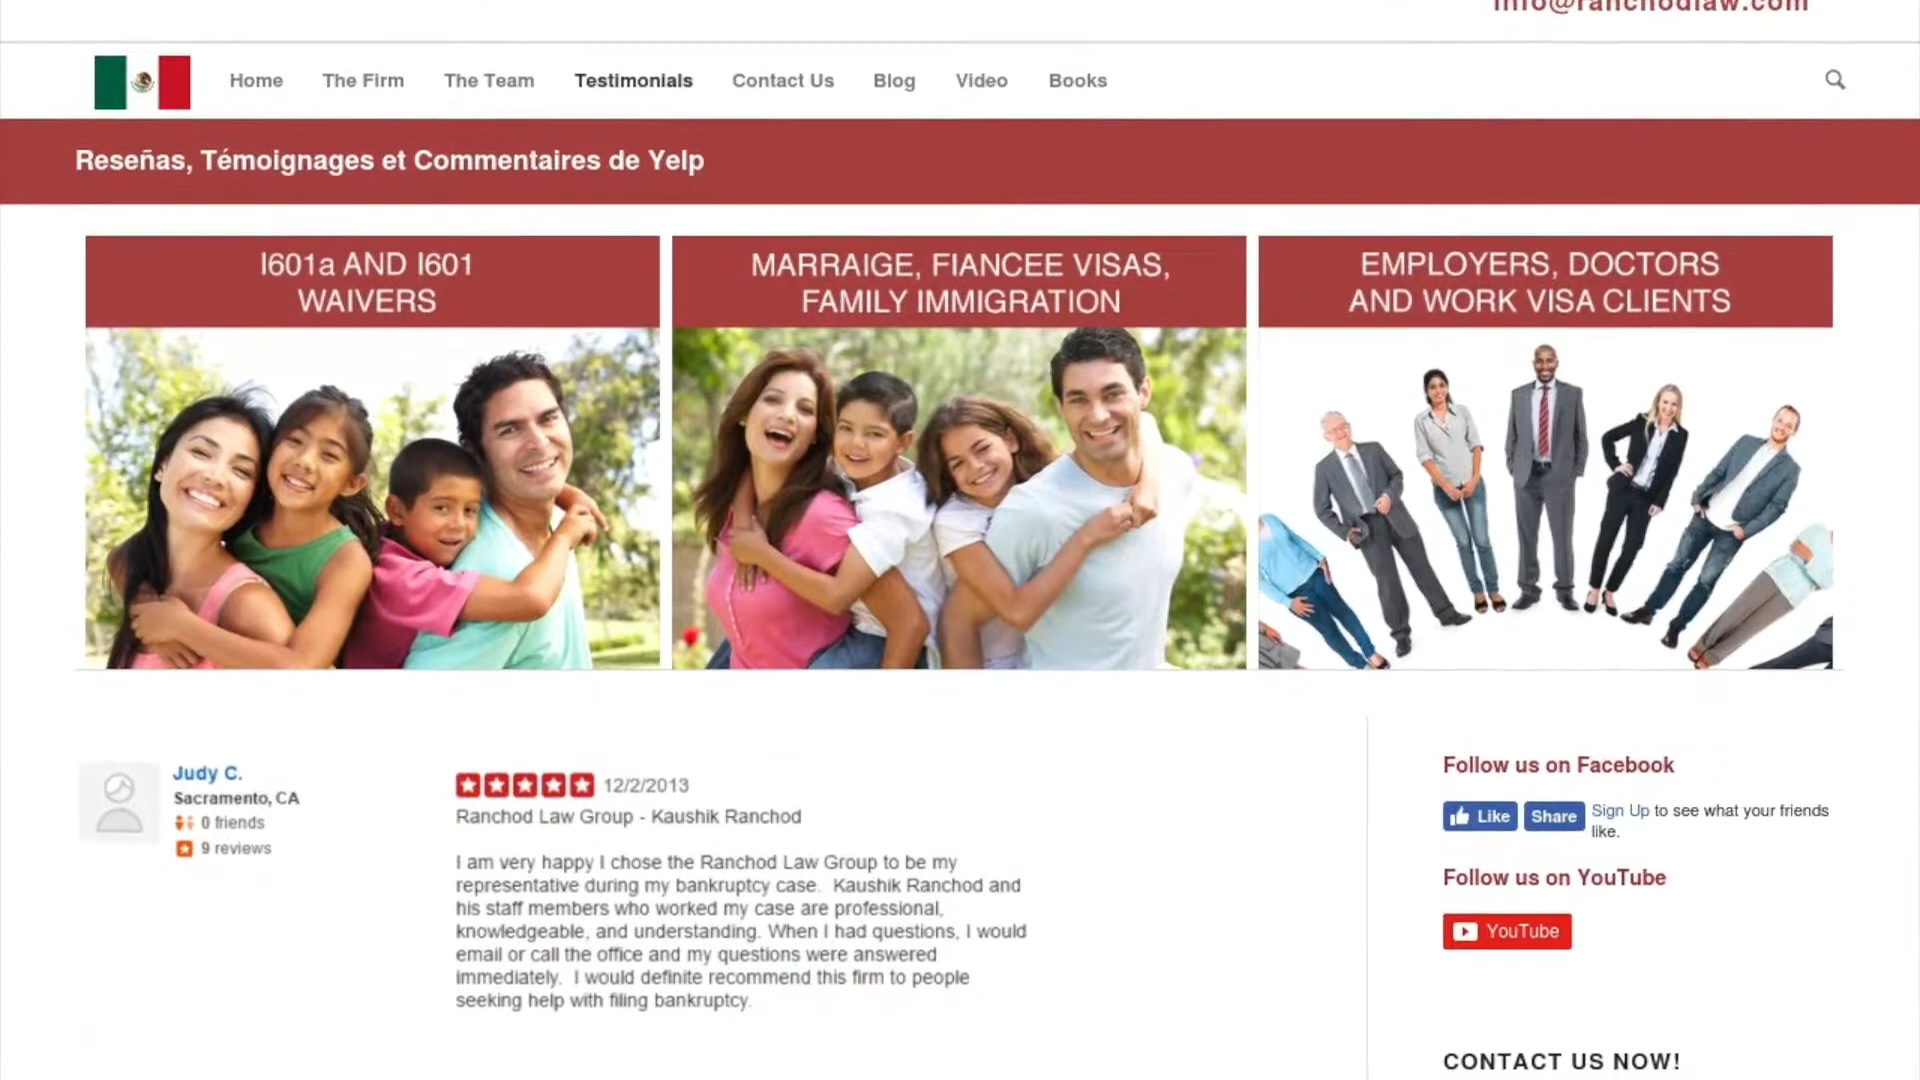 info@ranchodlaw.com
Home The Firm The Team Testimonials Contact Us Blog Video Books
Reseñas, Témoignages et Commentaires de Yelp
I601a AND I601
WAIVERS
MARRAIGE, FIANCEE VISAS,
FAMILY IMMIGRATION
EMPLOYERS, DOCTORS
AND WORK VISA CLIENTS
Judy C.
Sacramento, CA
0 friends
9 reviews
12/2/2013
Ranchod Law Group - Kaushik Ranchod
I am very happy I chose the Ranchod Law Group to be my
representative during my bankruptcy case. Kaushik Ranchod and
his staff members who worked my case are professional,
knowledgeable, and understanding. When I had questions, I would
email or call the office and my questions were answered
immediately. I would definite recommend this firm to people
seeking help with filing bankruptcy.
Follow us on Facebook
Like Share Sign Up to see what your friends
like.
Follow us on YouTube
YouTube
CONTACT US NOW!